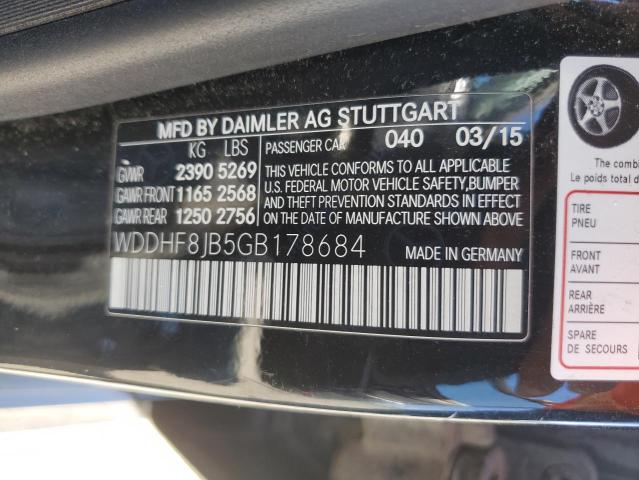 MFD BY DAIMLER AG STUTTGART
KG LBS
GVWR 2390 5269
GAWR FRONT 1165 2568
GAWR REAR 1250 2756
PASSENGER CAR 040 03/15
THIS VEHICLE CONFORMS TO ALL APPLICABLE
U.S. FEDERAL MOTOR VEHICLE SAFETY,BUMPER
AND THEFT PREVENTION STANDARDS IN EFFECT
ON THE DATE OF MANUFACTURE SHOWN ABOVE
WDDHF8JB5GB178684
MADE IN GERMANY
The combi
Le poids total d
TIRE
PNEU
FRONT
AVANT
REAR
ARRIÈRE
SPARE
DE SECOURS